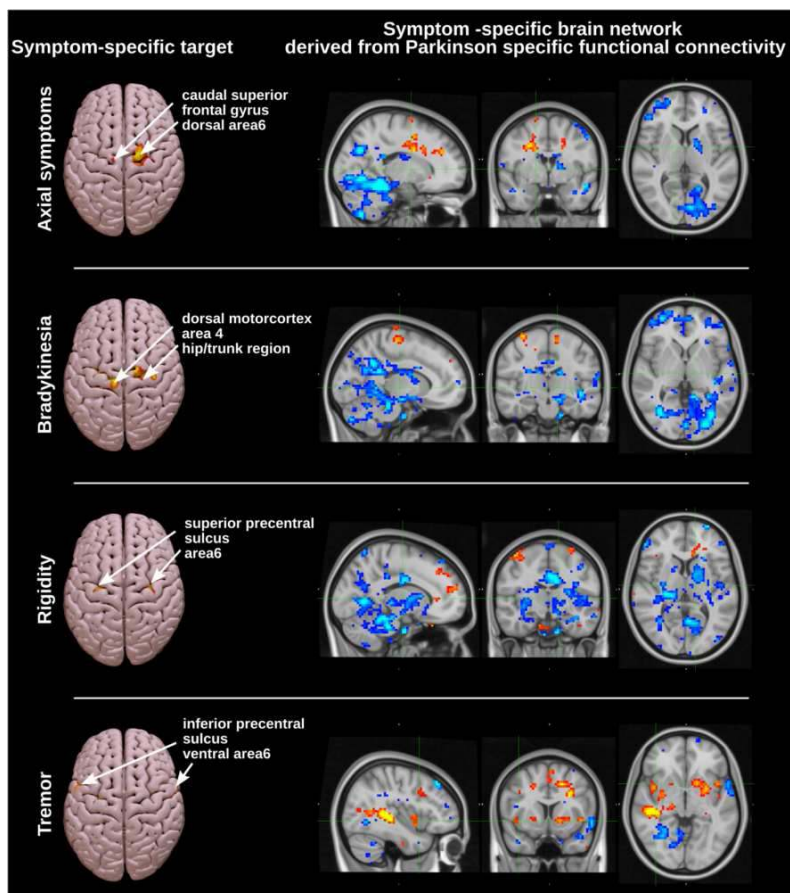 Symptom-specific target
Symptom -specific brain network
derived from Parkinson specific functional connectivity
Axial symptoms
caudal superior
frontal gyrus
dorsal area6
Bradykinesia
dorsal motorcortex
area 4
hip/trunk region
Rigidity
superior precentral
sulcus
area6
Tremor
inferior precentral
sulcus
ventral area6